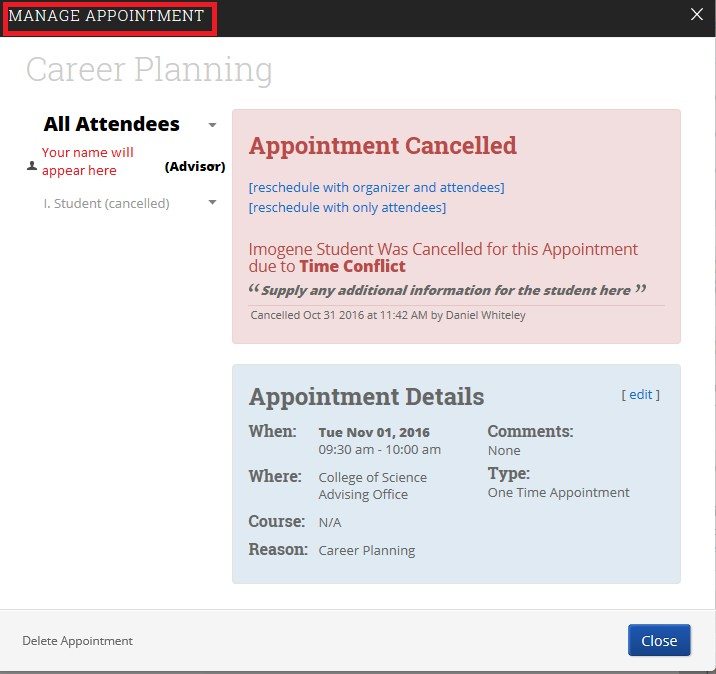 MANAGE APPOINTMENT
Career Planning
All Attendees
Your name will
appear here
(Advisor)
I. Student (cancelled)
Appointment Cancelled
[reschedule with organizer and attendees]
[reschedule with only attendees]
Imogene Student Was Cancelled for this Appointment
due to Time Conflict
“ Supply any additional information for the student here ”
Cancelled Oct 31 2016 at 11:42 AM by Daniel Whiteley
Appointment Details
[ edit ]
When: Tue Nov 01, 2016
09:30 am - 10:00 am
Where: College of Science
Advising Office
Course: N/A
Reason: Career Planning
Comments:
None
Type:
One Time Appointment
Delete Appointment
Close